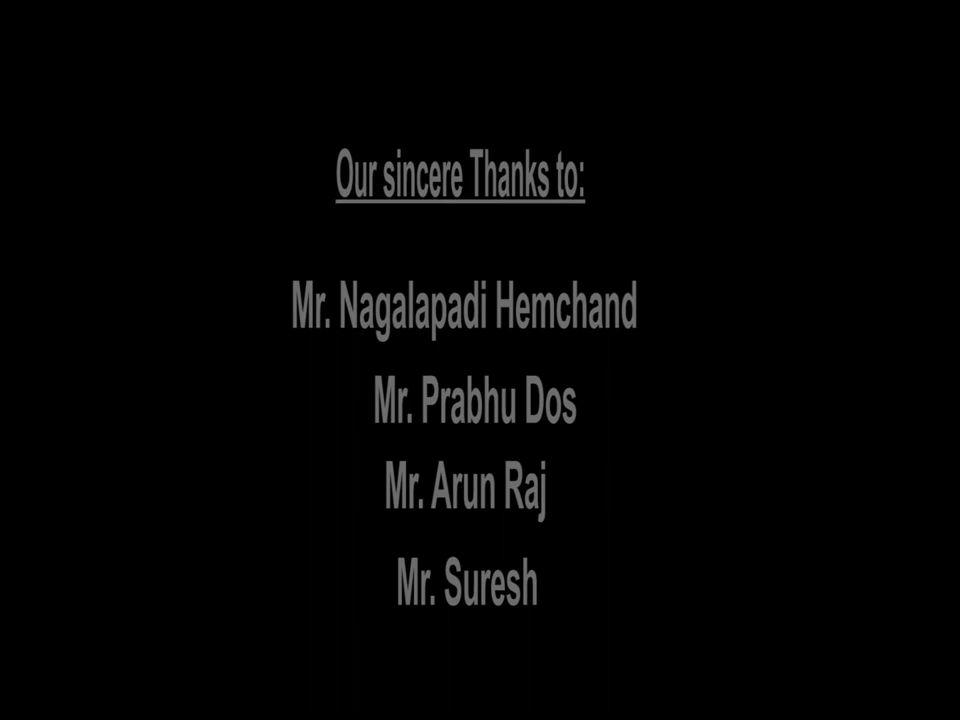 Our sincere Thanks to:
Mr. Nagalapadi Hemchand
Mr. Prabhu Dos
Mr. Arun Raj
Mr. Suresh